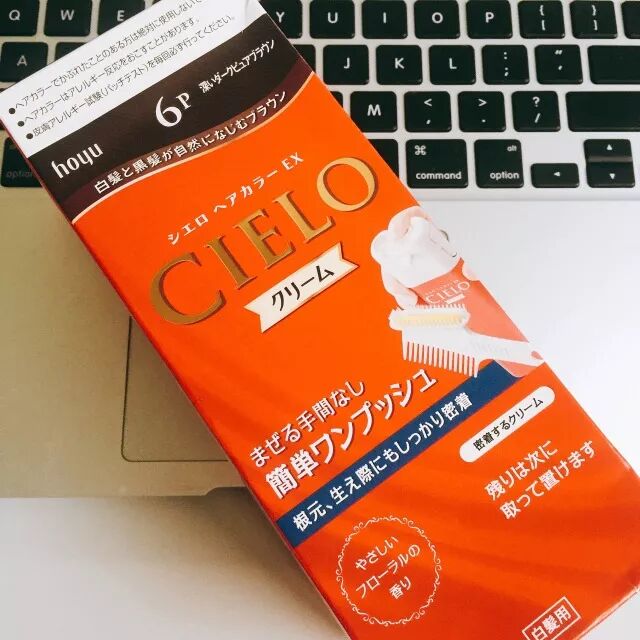 ●ヘアカラーでかぶれたことのある方は絶対に使用しないで
●ヘアカラーはアレルギー反応をおこすことがあります。
●皮膚アレルギー試験(パッチテスト)を毎回必ず行ってください。
hoyu
6P 深いダークピュアブラウン
白髪と黒髪が自然になじむブラウン
シエロ ヘアカラー EX
CIELO
クリーム
CIELO
まぜる手間なし
簡単ワンプッシュ
根元、生え際にもしっかり密着
密着するクリーム
残りは次に
取って置けます
やさしい
フローラルの
香り
白髪用
Q W E R T Y U I O P
H J K L
B N M < , > . ? /
option
⌘ command
alt option